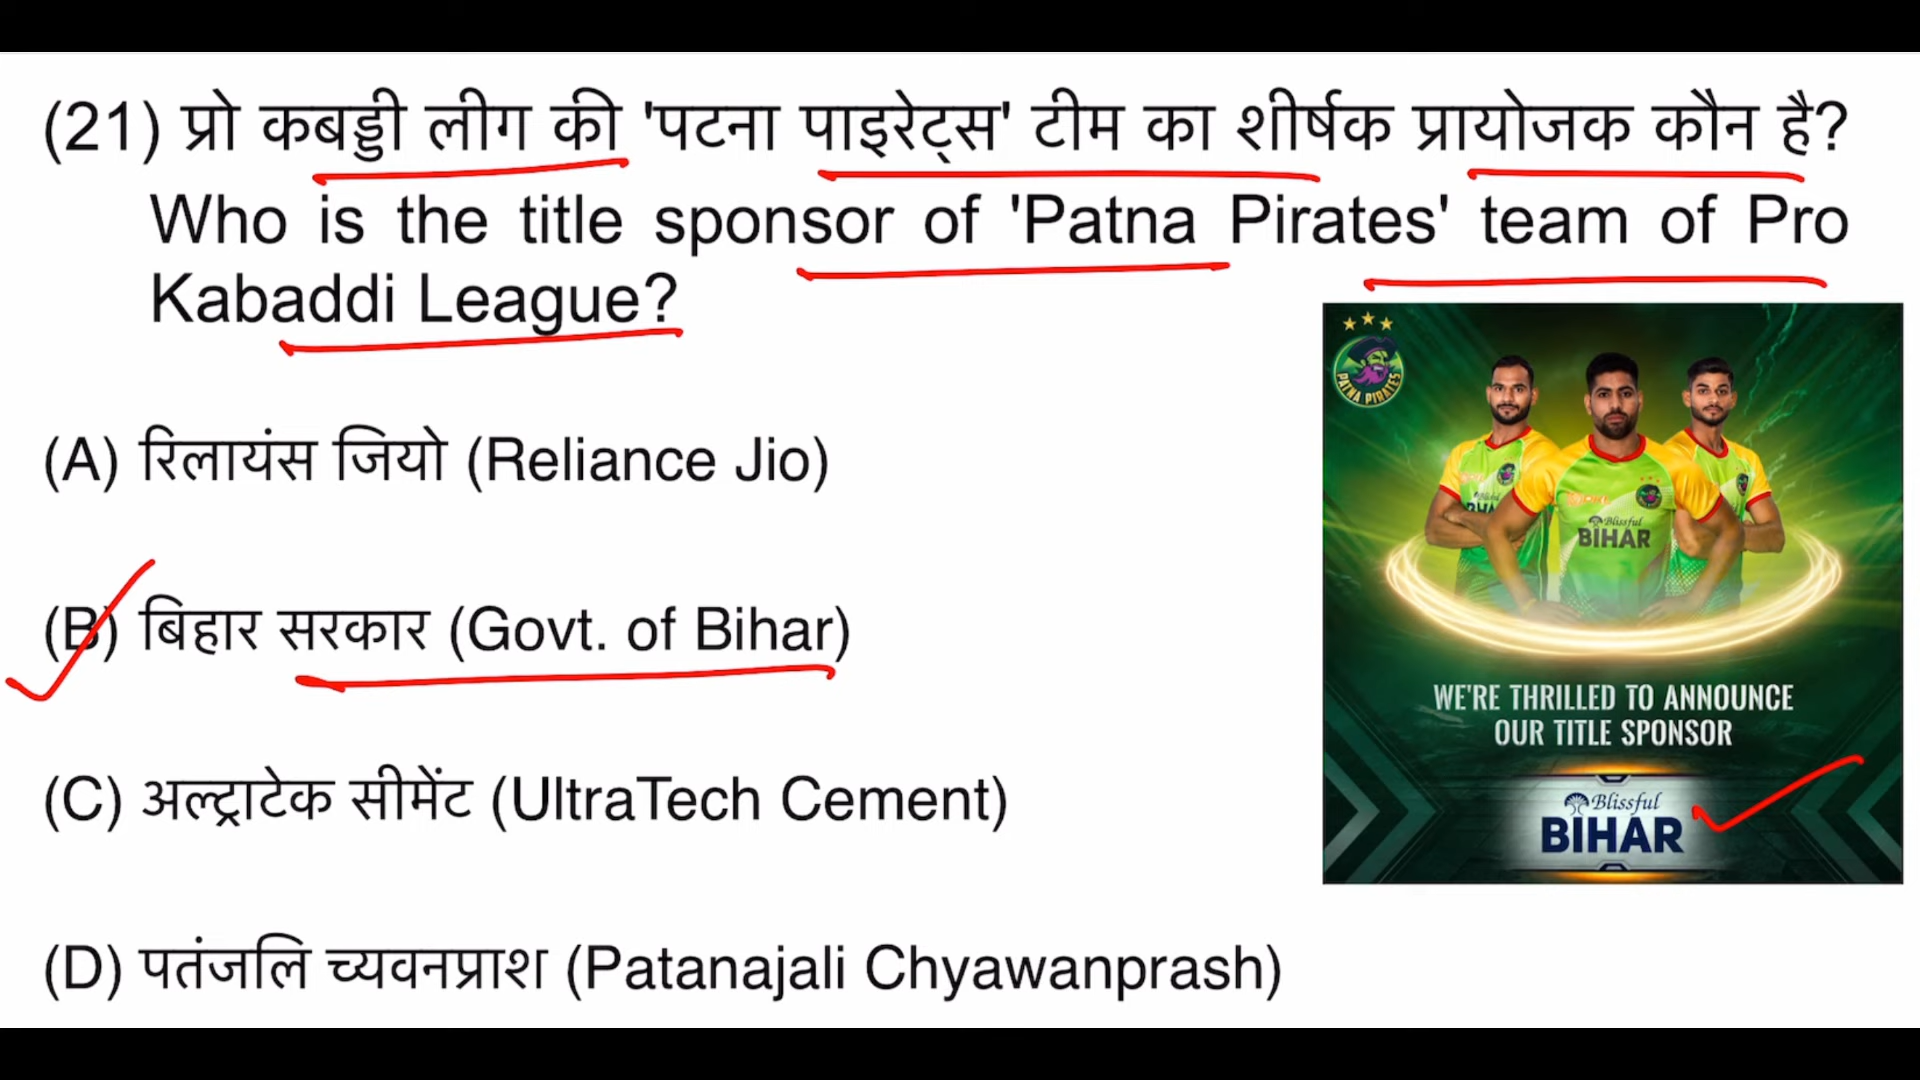 (21) प्रो कबड्डी लीग की 'पटना पाइरेट्स' टीम का शीर्षक प्रायोजक कौन है?
Who is the title sponsor of 'Patna Pirates' team of Pro
Kabaddi League?
(A) रिलायंस जियो (Reliance Jio)
(B) बिहार सरकार (Govt. of Bihar)
(C) अल्ट्राटेक सीमेंट (UltraTech Cement)
(D) पतंजलि च्यवनप्राश (Patanajali Chyawanprash)
PATNA PIRATES
Blissful
BIHAR
WE'RE THRILLED TO ANNOUNCE
OUR TITLE SPONSOR
Blissful
BIHAR